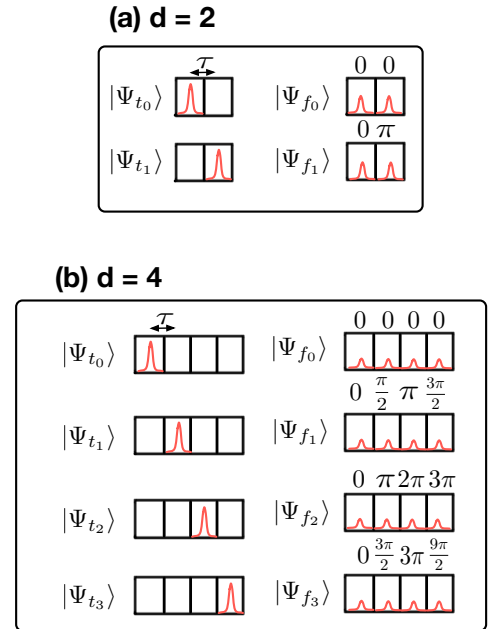 (a) d = 2
τ
|Ψ_{t_0}⟩
0 0
|Ψ_{f_0}⟩
|Ψ_{t_1}⟩
0 π
|Ψ_{f_1}⟩
(b) d = 4
τ
|Ψ_{t_0}⟩
0 0 0 0
|Ψ_{f_0}⟩
|Ψ_{t_1}⟩
0 π/2 π 3π/2
|Ψ_{f_1}⟩
|Ψ_{t_2}⟩
0 π 2π 3π
|Ψ_{f_2}⟩
|Ψ_{t_3}⟩
0 3π/2 3π 9π/2
|Ψ_{f_3}⟩